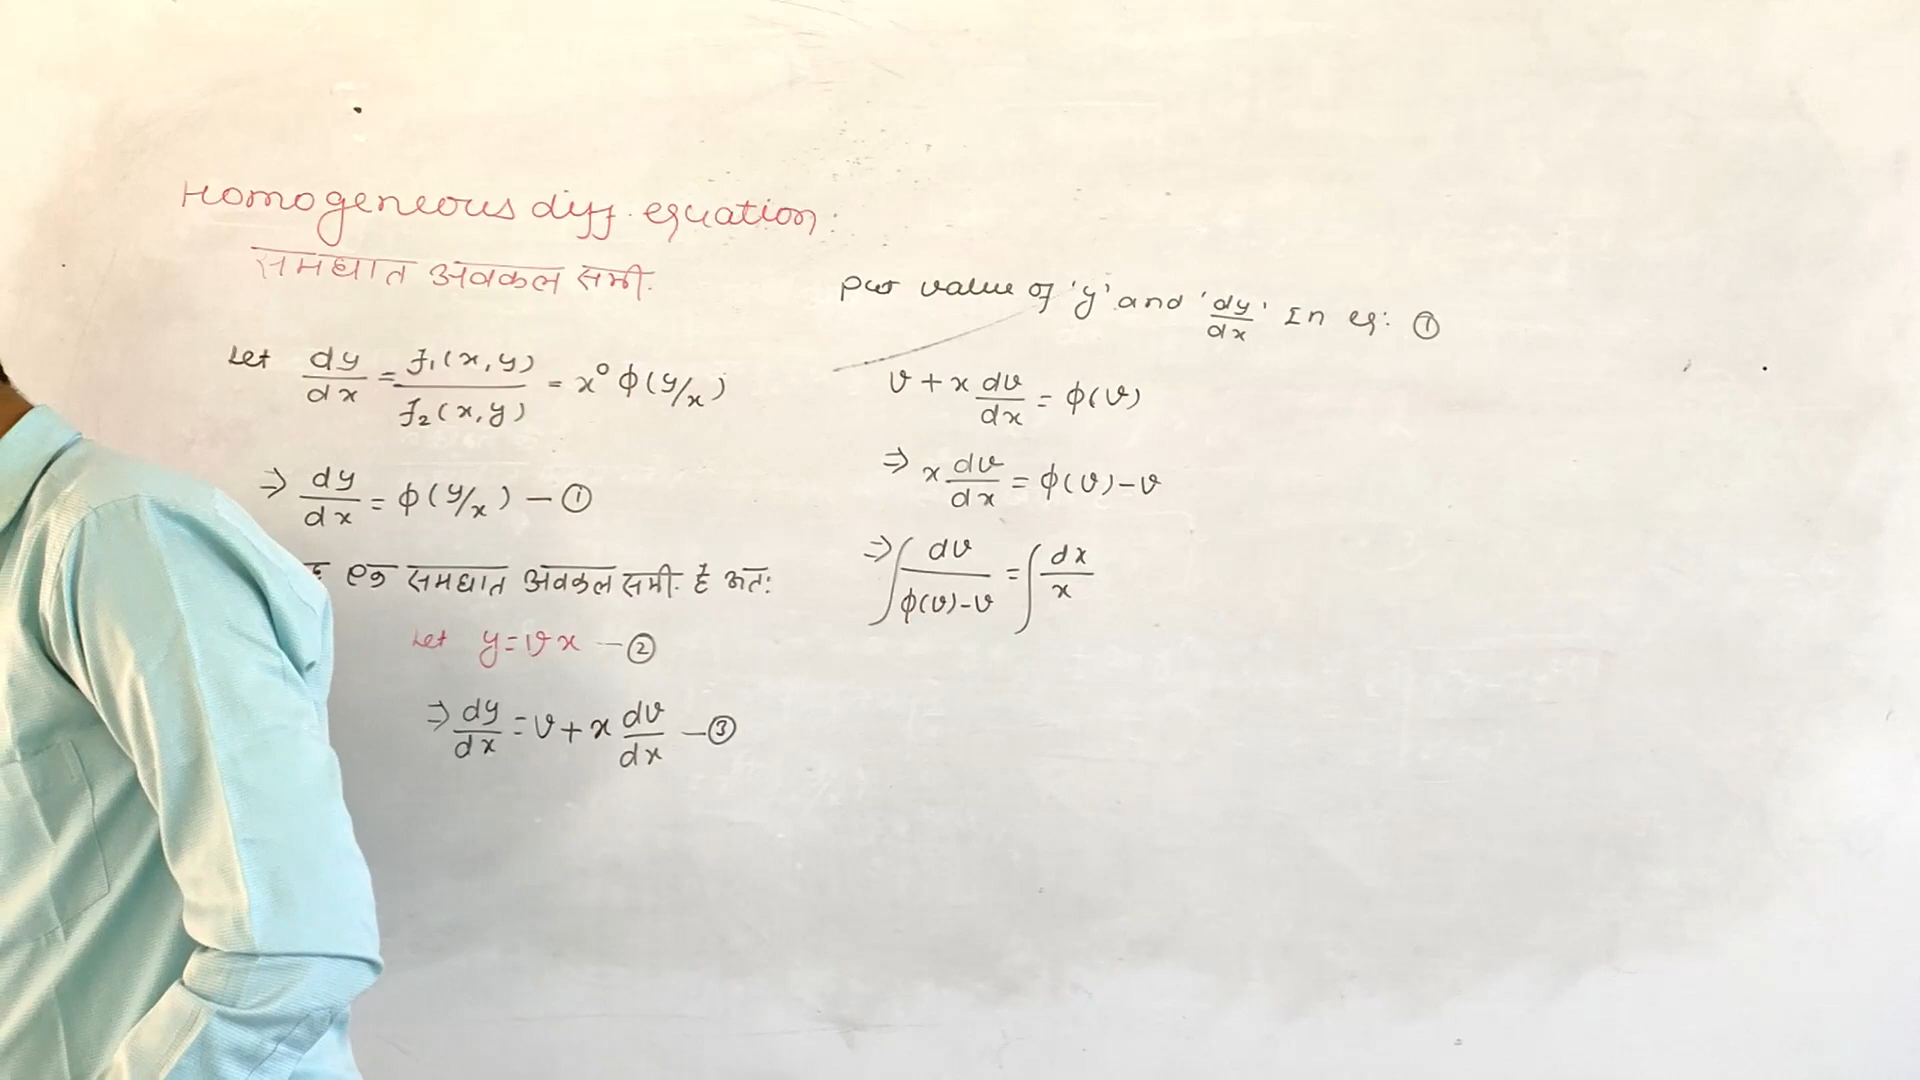 Homogeneous diff. equation:
समघात अवकल समी.
Let dy/dx = f₁(x,y)/f₂(x,y) = x⁰ ϕ(y/x)
⇒ dy/dx = ϕ(y/x) — ①
एक समघात अवकल समी. है अतः
Let y = vx — ②
⇒ dy/dx = v + x dv/dx — ③
put value of 'y' and 'dy/dx' In eq: ①
v + x dv/dx = ϕ(v)
⇒ x dv/dx = ϕ(v) – v
⇒ ∫ dv/(ϕ(v) – v) = ∫ dx/x